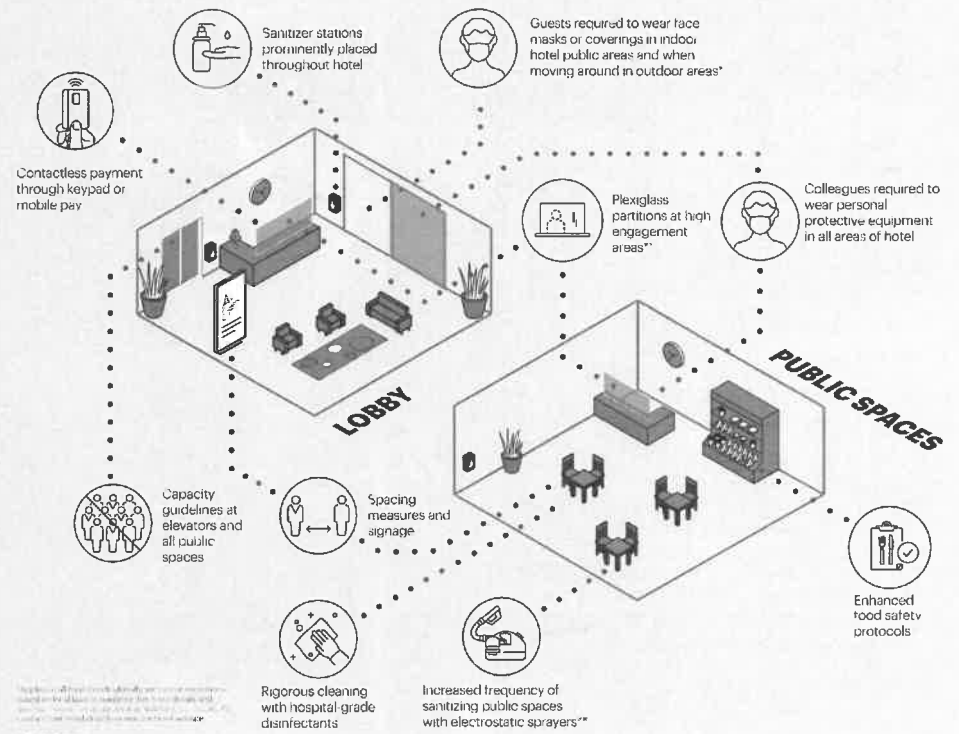 Sanitizer stations
prominently placed
throughout hotel
Guests required to wear face
masks or coverings in indoor
hotel public areas and when
moving around in outdoor areas*
Contactless payment
through keypad or
mobile pay
Plexiglass
partitions at high
engagement
areas**
Colleagues required to
wear personal
protective equipment
in all areas of hotel
LOBBY
PUBLIC SPACES
Capacity
guidelines at
elevators and
all public
spaces
Spacing
measures and
signage
Enhanced
food safety
protocols
Rigorous cleaning
with hospital-grade
disinfectants
Increased frequency of
sanitizing public spaces
with electrostatic sprayers**